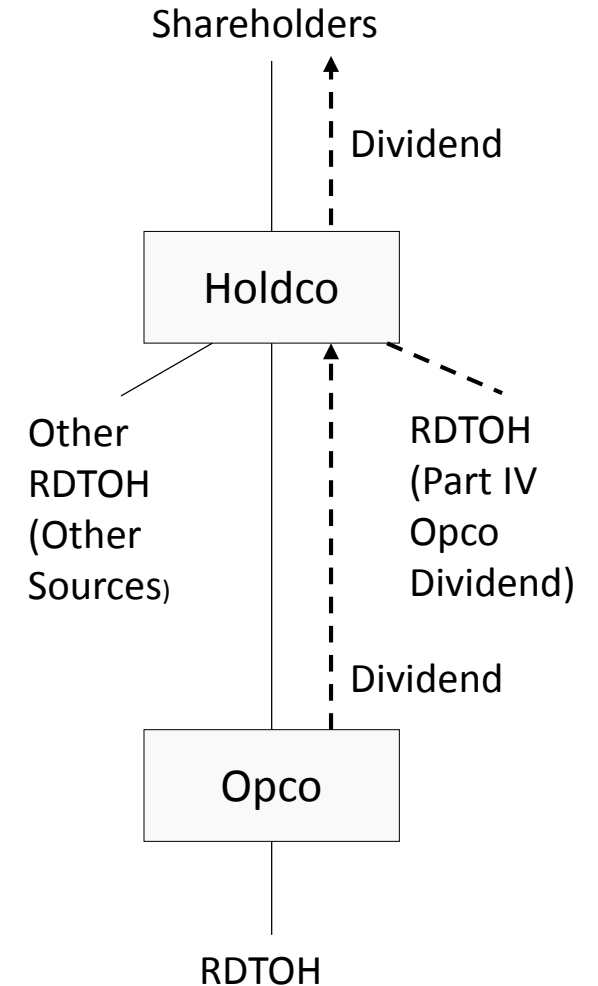 Shareholders
Dividend
Holdco
Other
RDTOH
(Other
Sources)
RDTOH
(Part IV
Opco
Dividend)
Dividend
Opco
RDTOH